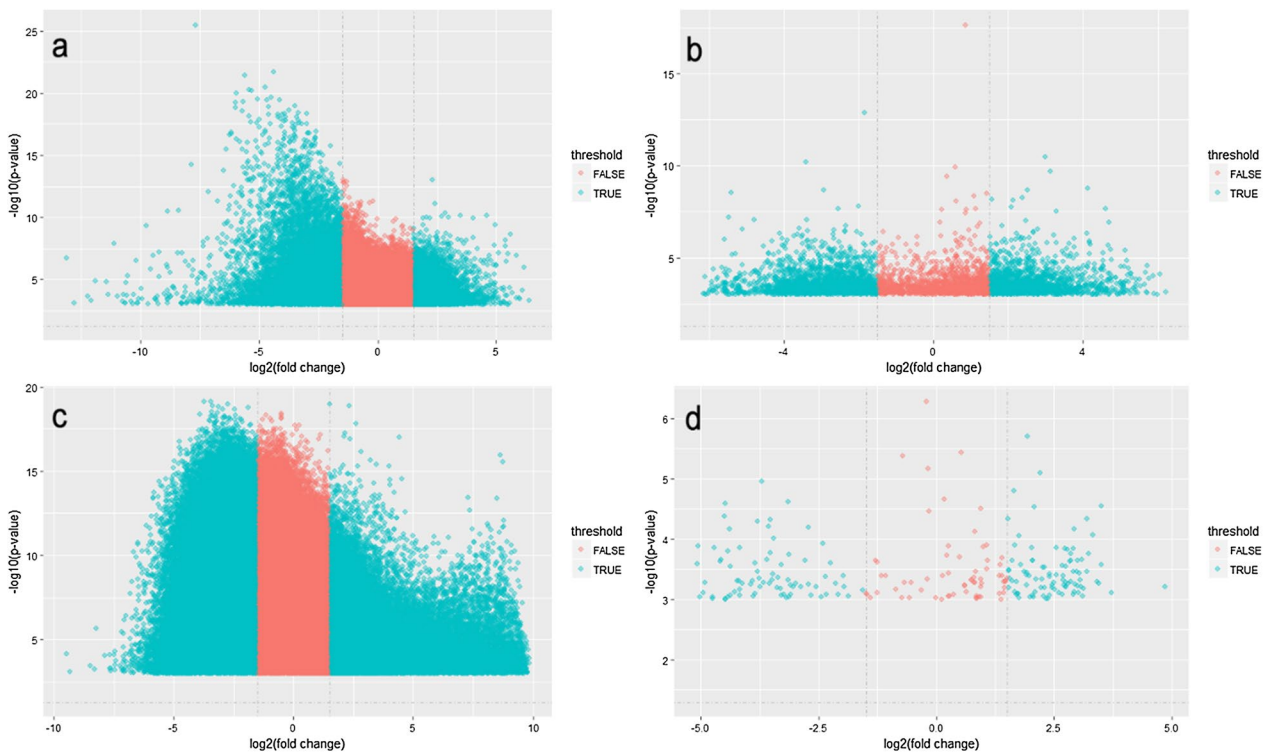 a
25
20
15
10
5
-log10(p-value)
-10
-5
0
5
log2(fold change)
threshold
FALSE
TRUE
b
15
10
5
-log10(p-value)
-4
0
4
log2(fold change)
threshold
FALSE
TRUE
c
20
15
10
5
-log10(p-value)
-10
-5
0
5
10
log2(fold change)
threshold
FALSE
TRUE
d
6
5
4
3
2
-log10(p-value)
-5.0
-2.5
0.0
2.5
5.0
log2(fold change)
threshold
FALSE
TRUE